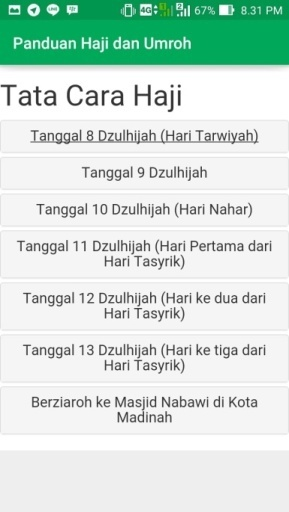 4G 67% 8.31 PM
Panduan Haji dan Umroh
Tata Cara Haji
Tanggal 8 Dzulhijah (Hari Tarwiyah)
Tanggal 9 Dzulhijah
Tanggal 10 Dzulhijah (Hari Nahar)
Tanggal 11 Dzulhijah (Hari Pertama dari
Hari Tasyrik)
Tanggal 12 Dzulhijah (Hari ke dua dari
Hari Tasyrik)
Tanggal 13 Dzulhijah (Hari ke tiga dari
Hari Tasyrik)
Berziaroh ke Masjid Nabawi di Kota
Madinah